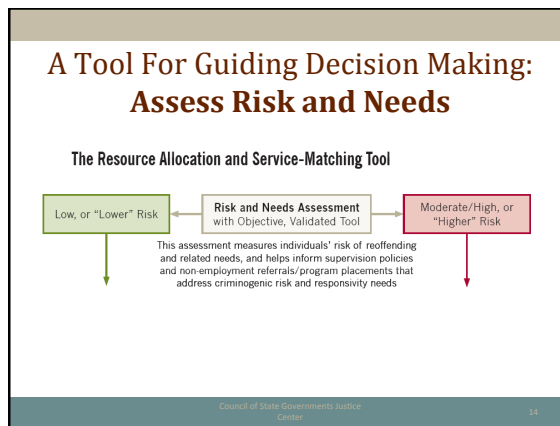 A Tool For Guiding Decision Making:
Assess Risk and Needs
The Resource Allocation and Service-Matching Tool
Low, or “Lower” Risk
Risk and Needs Assessment
with Objective, Validated Tool
Moderate/High, or
“Higher” Risk
This assessment measures individuals’ risk of reoffending
and related needs, and helps inform supervision policies
and non-employment referrals/program placements that
address criminogenic risk and responsivity needs
Council of State Governments Justice
Center
14